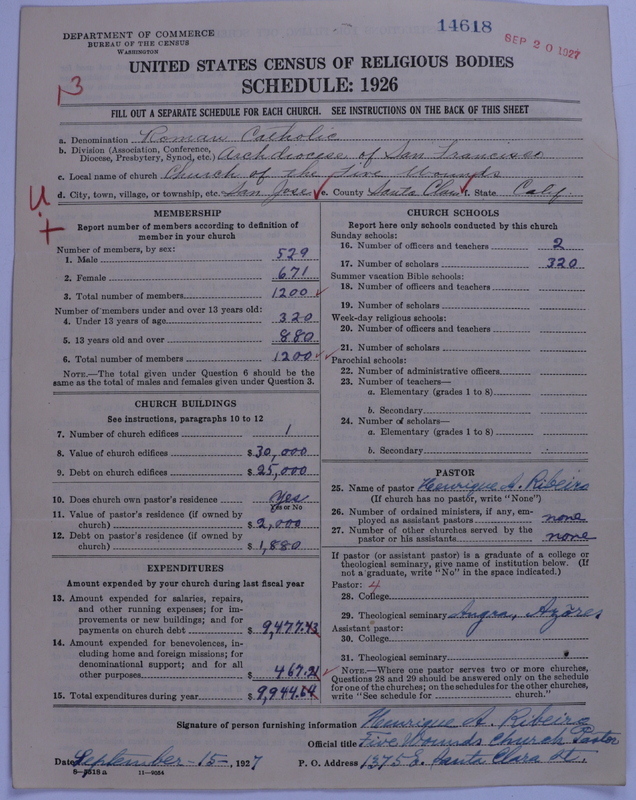 DEPARTMENT OF COMMERCE
BUREAU OF THE CENSUS
WASHINGTON
14618
SEP 20 1927
UNITED STATES CENSUS OF RELIGIOUS BODIES
SCHEDULE: 1926
13
FILL OUT A SEPARATE SCHEDULE FOR EACH CHURCH. SEE INSTRUCTIONS ON THE BACK OF THIS SHEET
a. Denomination Roman Catholic
b. Division (Association, Conference, Diocese, Presbytery, Synod, etc.) Archdiocese of San Francisco
c. Local name of church Church of the Five Wounds
d. City, town, village, or township, etc. San Jose e. County Santa Clara f. State Calif.
U
+
MEMBERSHIP
Report number of members according to definition of
member in your church
Number of members, by sex:
1. Male 529
2. Female 671
3. Total number of members 1200
Number of members under and over 13 years old:
4. Under 13 years of age 320
5. 13 years old and over 880
6. Total number of members 1200
NOTE.—The total given under Question 6 should be
same as the total of males and females given under Question 3.
CHURCH BUILDINGS
See instructions, paragraphs 10 to 12
7. Number of church edifices 1
8. Value of church edifices $ 30,000
9. Debt on church edifices $ 25,000
10. Does church own pastor's residence Yes
Yes or No
11. Value of pastor's residence (if owned by
church) $ 2,000
12. Debt on pastor's residence (if owned by
church) $ 1,880
EXPENDITURES
Amount expended by your church during last fiscal year
13. Amount expended for salaries, repairs,
and other running expenses; for im-
provements or new buildings; and for
payments on church debt $ 9,477.43
14. Amount expended for benevolences, in-
cluding home and foreign missions; for
denominational support; and for all
other purposes $ 467.21
15. Total expenditures during year $ 9,944.64
CHURCH SCHOOLS
Report here only schools conducted by this church
Sunday schools:
16. Number of officers and teachers 2
17. Number of scholars 320
Summer vacation Bible schools:
18. Number of officers and teachers
19. Number of scholars
Week-day religious schools:
20. Number of officers and teachers
21. Number of scholars
Parochial schools:
22. Number of administrative officers
23. Number of teachers—
a. Elementary (grades 1 to 8)
b. Secondary
24. Number of scholars—
a. Elementary (grades 1 to 8)
b. Secondary
PASTOR
25. Name of pastor Henrique A. Ribeiro
(If church has no pastor, write "None")
26. Number of ordained ministers, if any, em-
ployed as assistant pastors none
27. Number of other churches served by the
pastor or his assistants none
If pastor (or assistant pastor) is a graduate of a college or
theological seminary, give name of institution below. (If
not a graduate, write "No" in the space indicated.)
Pastor: 4
28. College
29. Theological seminary Angra, Azôres
Assistant pastor:
30. College
31. Theological seminary
NOTE.—Where one pastor serves two or more churches,
Questions 28 and 29 should be answered only on the schedule
for one of the churches; on the schedules for the other churches,
write "See schedule for ______ church."
Signature of person furnishing information Henrique A. Ribeiro
Official title Five Wounds Church Pastor
Date September -15-, 1927 P. O. Address 1375 E. Santa Clara St.
8—5518 a 11—9054